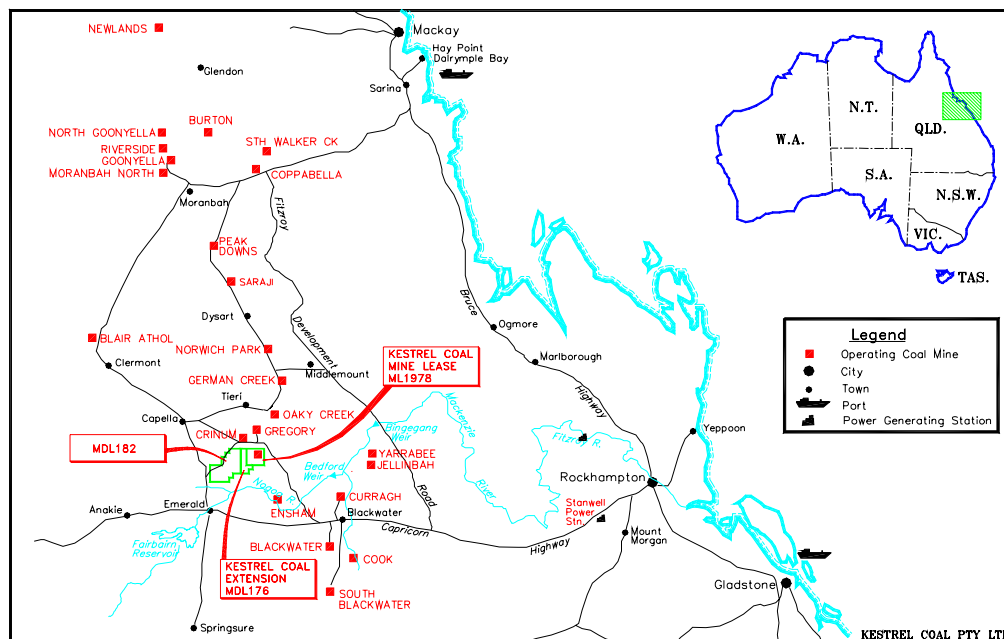 NEWLANDS
Mackay
Hay Point
Dalrymple Bay
Glendon
Sarina
BURTON
NORTH GOONYELLA
RIVERSIDE
GOONYELLA
MORANBAH NORTH
STH WALKER CK
COPPABELLA
Moranbah
Fitzroy
Development
Road
PEAK
DOWNS
SARAJI
Dysart
Bruce
Highway
Ogmore
BLAIR ATHOL
NORWICH PARK
Clermont
Marlborough
Middlemount
GERMAN CREEK
KESTREL COAL
MINE LEASE
ML1978
Tieri
Capella
OAKY CREEK
GREGORY
CRINUM
Bingegang
Weir
Mackenzie
River
Fitzroy R.
Yeppoon
MDL182
YARRABEE
JELLINBAH
Bedford
Weir
Nogoa R.
Rockhampton
ENSHAM
CURRAGH
Stanwell
Power
Stn.
Anakie
Emerald
Blackwater
Capricorn
Highway
Mount
Morgan
Fairbairn
Reservoir
BLACKWATER
COOK
KESTREL COAL
EXTENSION
MDL176
SOUTH
BLACKWATER
Gladstone
Springsure
W.A.
N.T.
QLD.
S.A.
N.S.W.
VIC.
TAS.
Legend
Operating Coal Mine
City
Town
Port
Power Generating Station
KESTREL COAL PTY LT